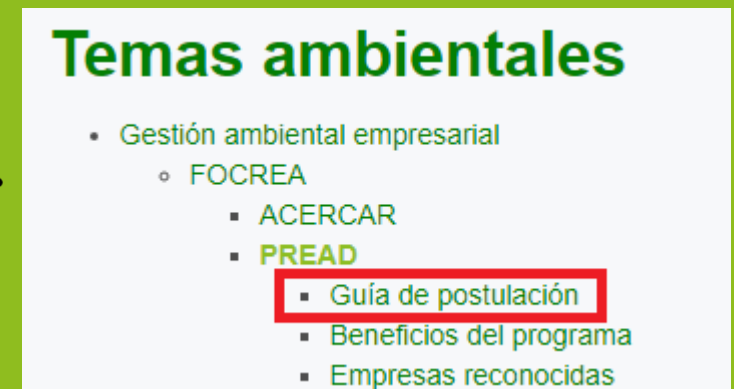 Temas ambientales
Gestión ambiental empresarial
FOCREA
ACERCAR
PREAD
Guía de postulación
Beneficios del programa
Empresas reconocidas